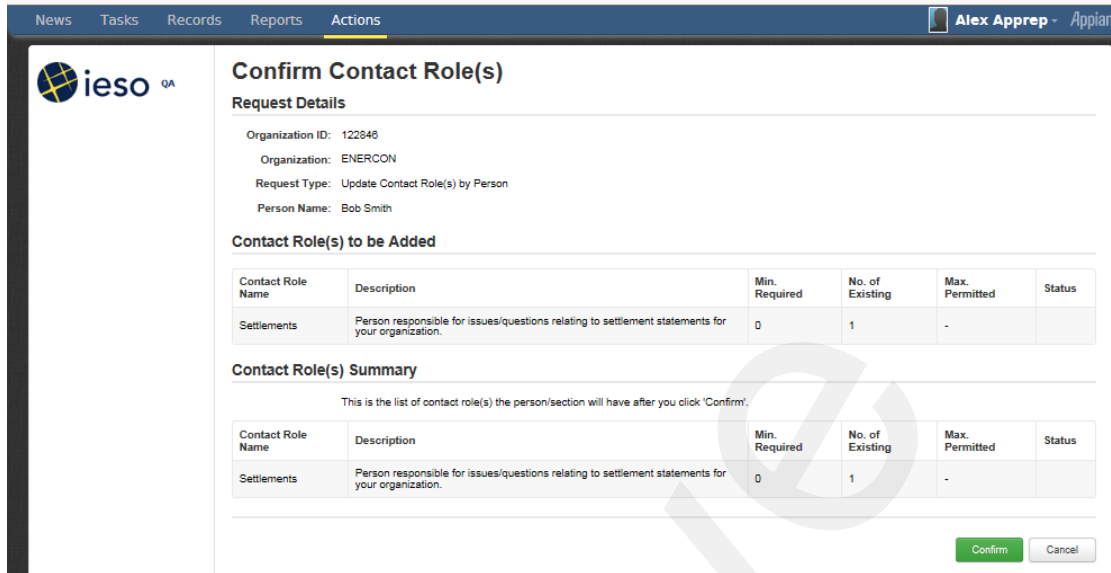 News Tasks Records Reports Actions Alex Apprep Appian
ieso QA
Confirm Contact Role(s)
Request Details
Organization ID: 122846
Organization: ENERCON
Request Type: Update Contact Role(s) by Person
Person Name: Bob Smith
Contact Role(s) to be Added
Contact Role Name Description Min. Required No. of Existing Max. Permitted Status
Settlements Person responsible for issues/questions relating to settlement statements for your organization. 0 1 -
Contact Role(s) Summary
This is the list of contact role(s) the person/section will have after you click 'Confirm'.
Contact Role Name Description Min. Required No. of Existing Max. Permitted Status
Settlements Person responsible for issues/questions relating to settlement statements for your organization. 0 1 -
Confirm Cancel